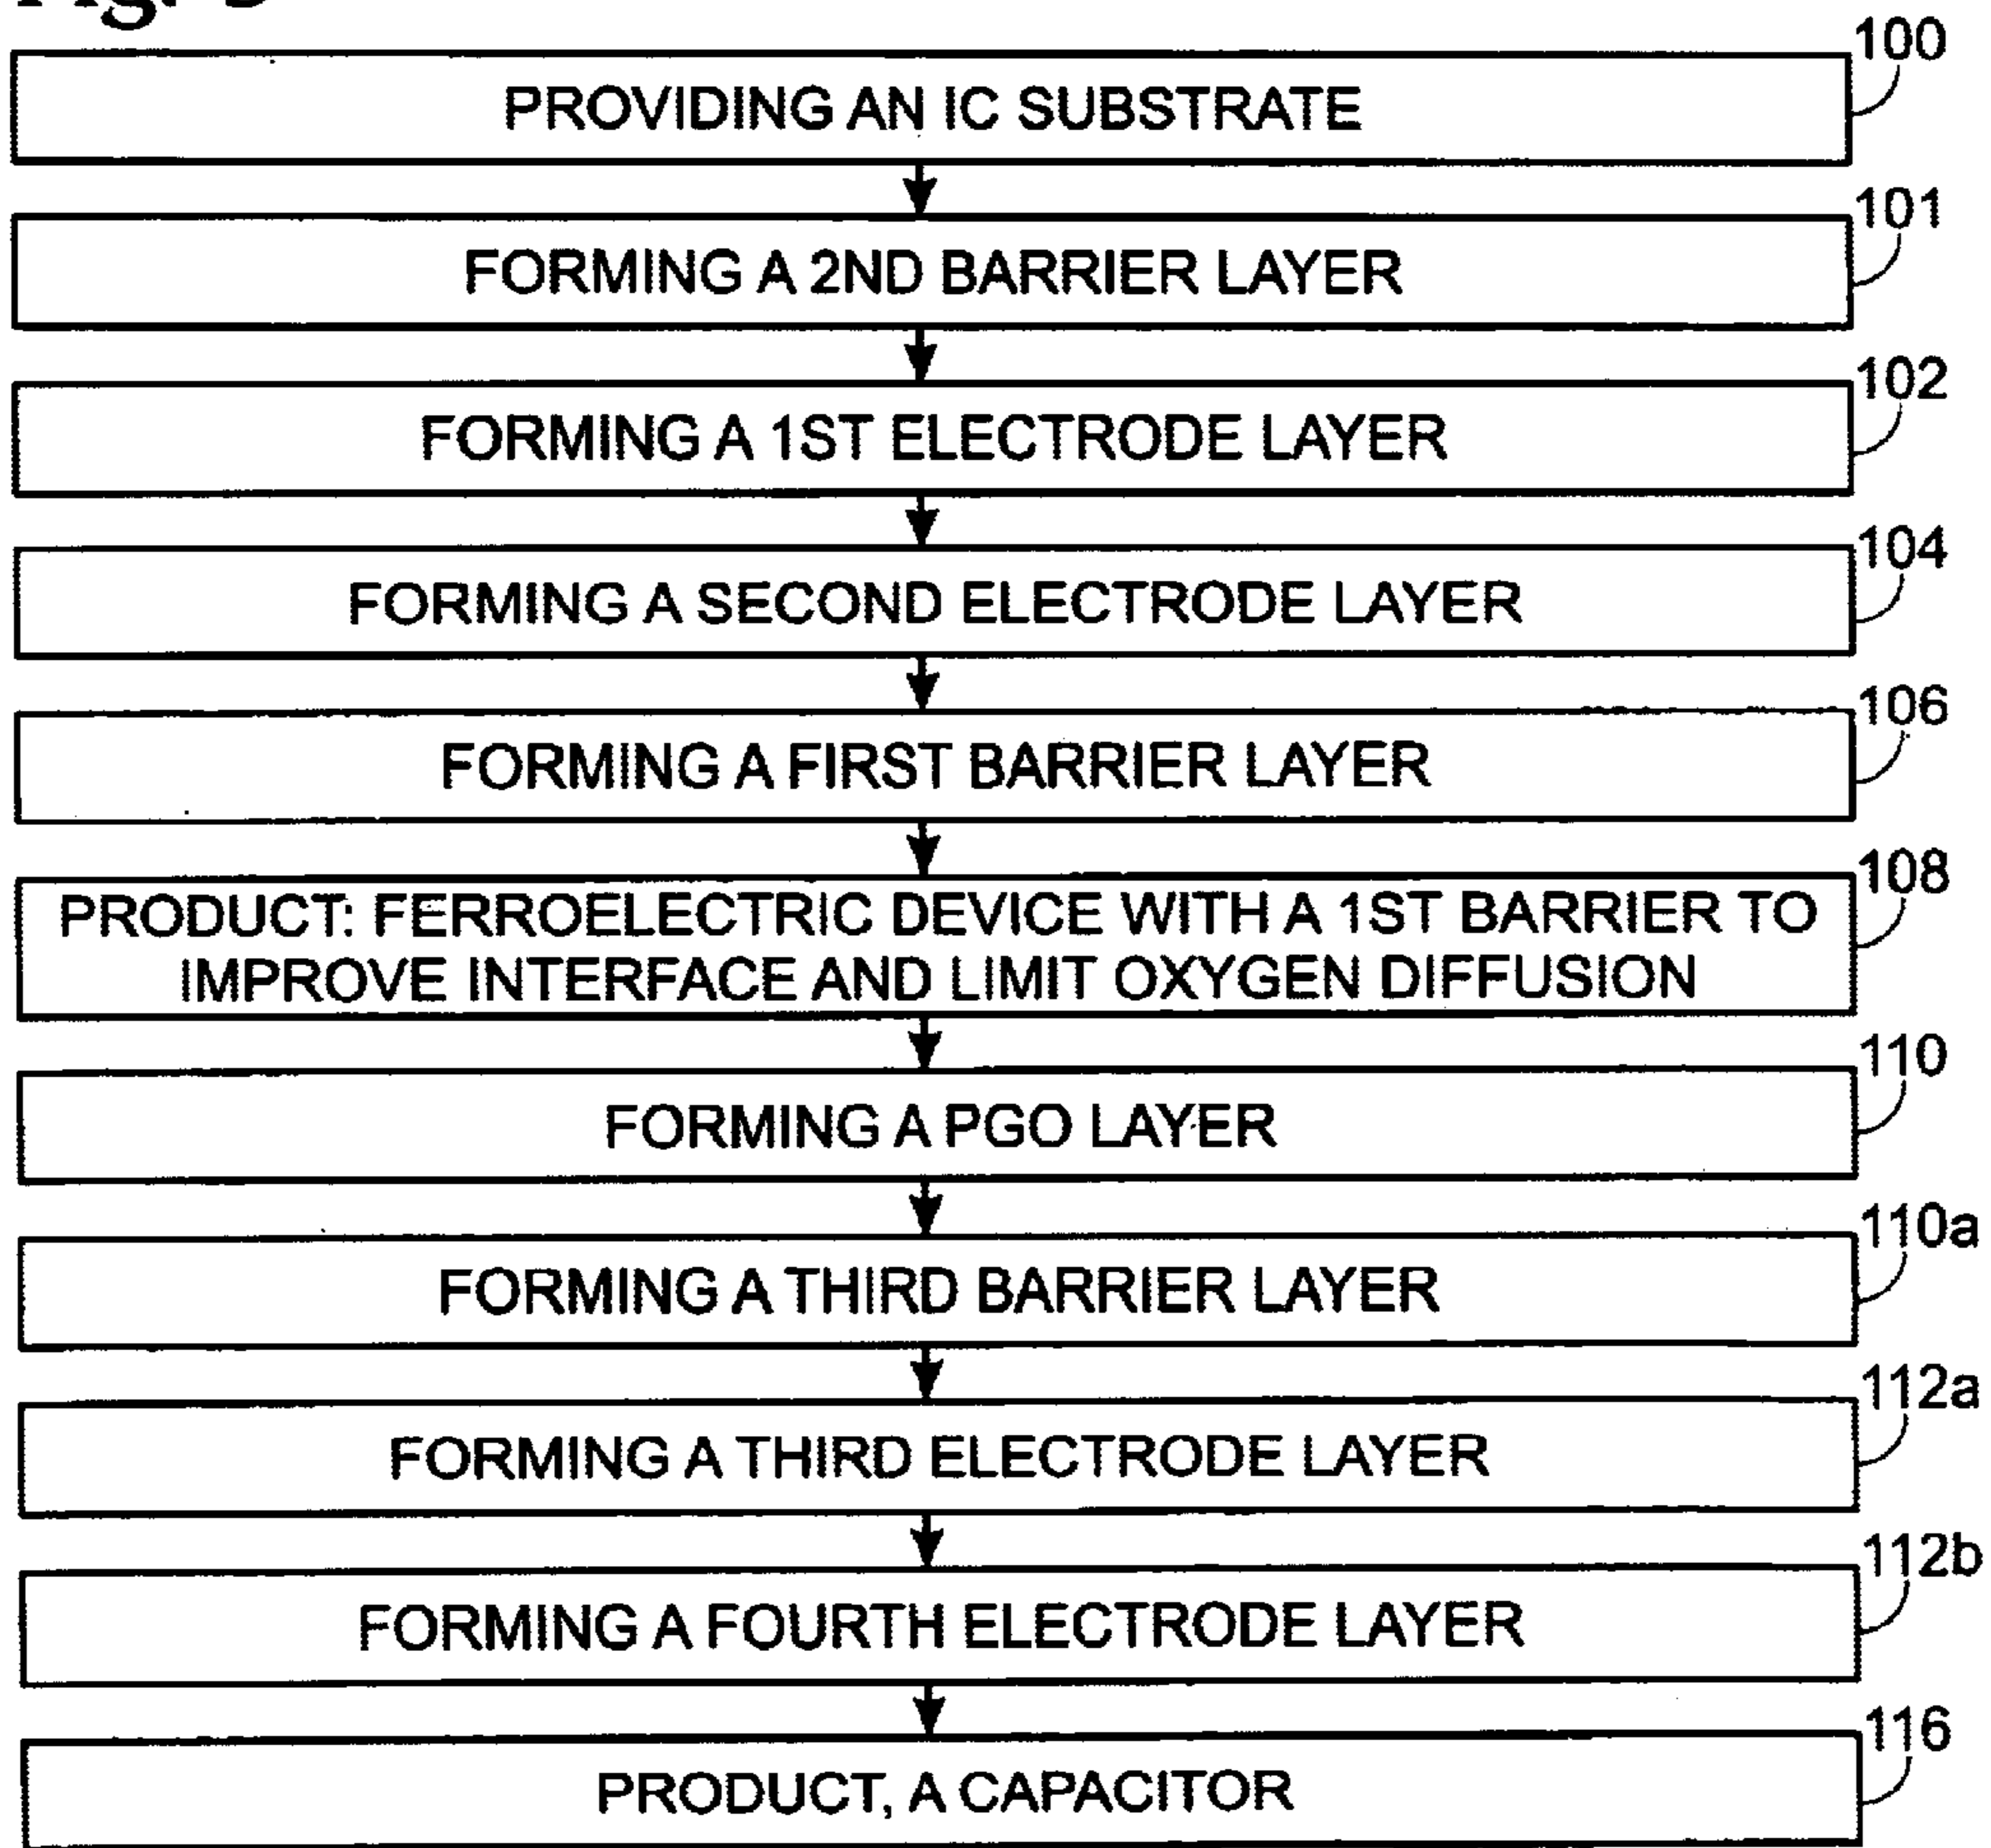 100
PROVIDING AN IC SUBSTRATE
101
FORMING A 2ND BARRIER LAYER
102
FORMING A 1ST ELECTRODE LAYER
104
FORMING A SECOND ELECTRODE LAYER
106
FORMING A FIRST BARRIER LAYER
108
PRODUCT: FERROELECTRIC DEVICE WITH A 1ST BARRIER TO
IMPROVE INTERFACE AND LIMIT OXYGEN DIFFUSION
110
FORMING A PGO LAYER
110a
FORMING A THIRD BARRIER LAYER
112a
FORMING A THIRD ELECTRODE LAYER
112b
FORMING A FOURTH ELECTRODE LAYER
116
PRODUCT, A CAPACITOR